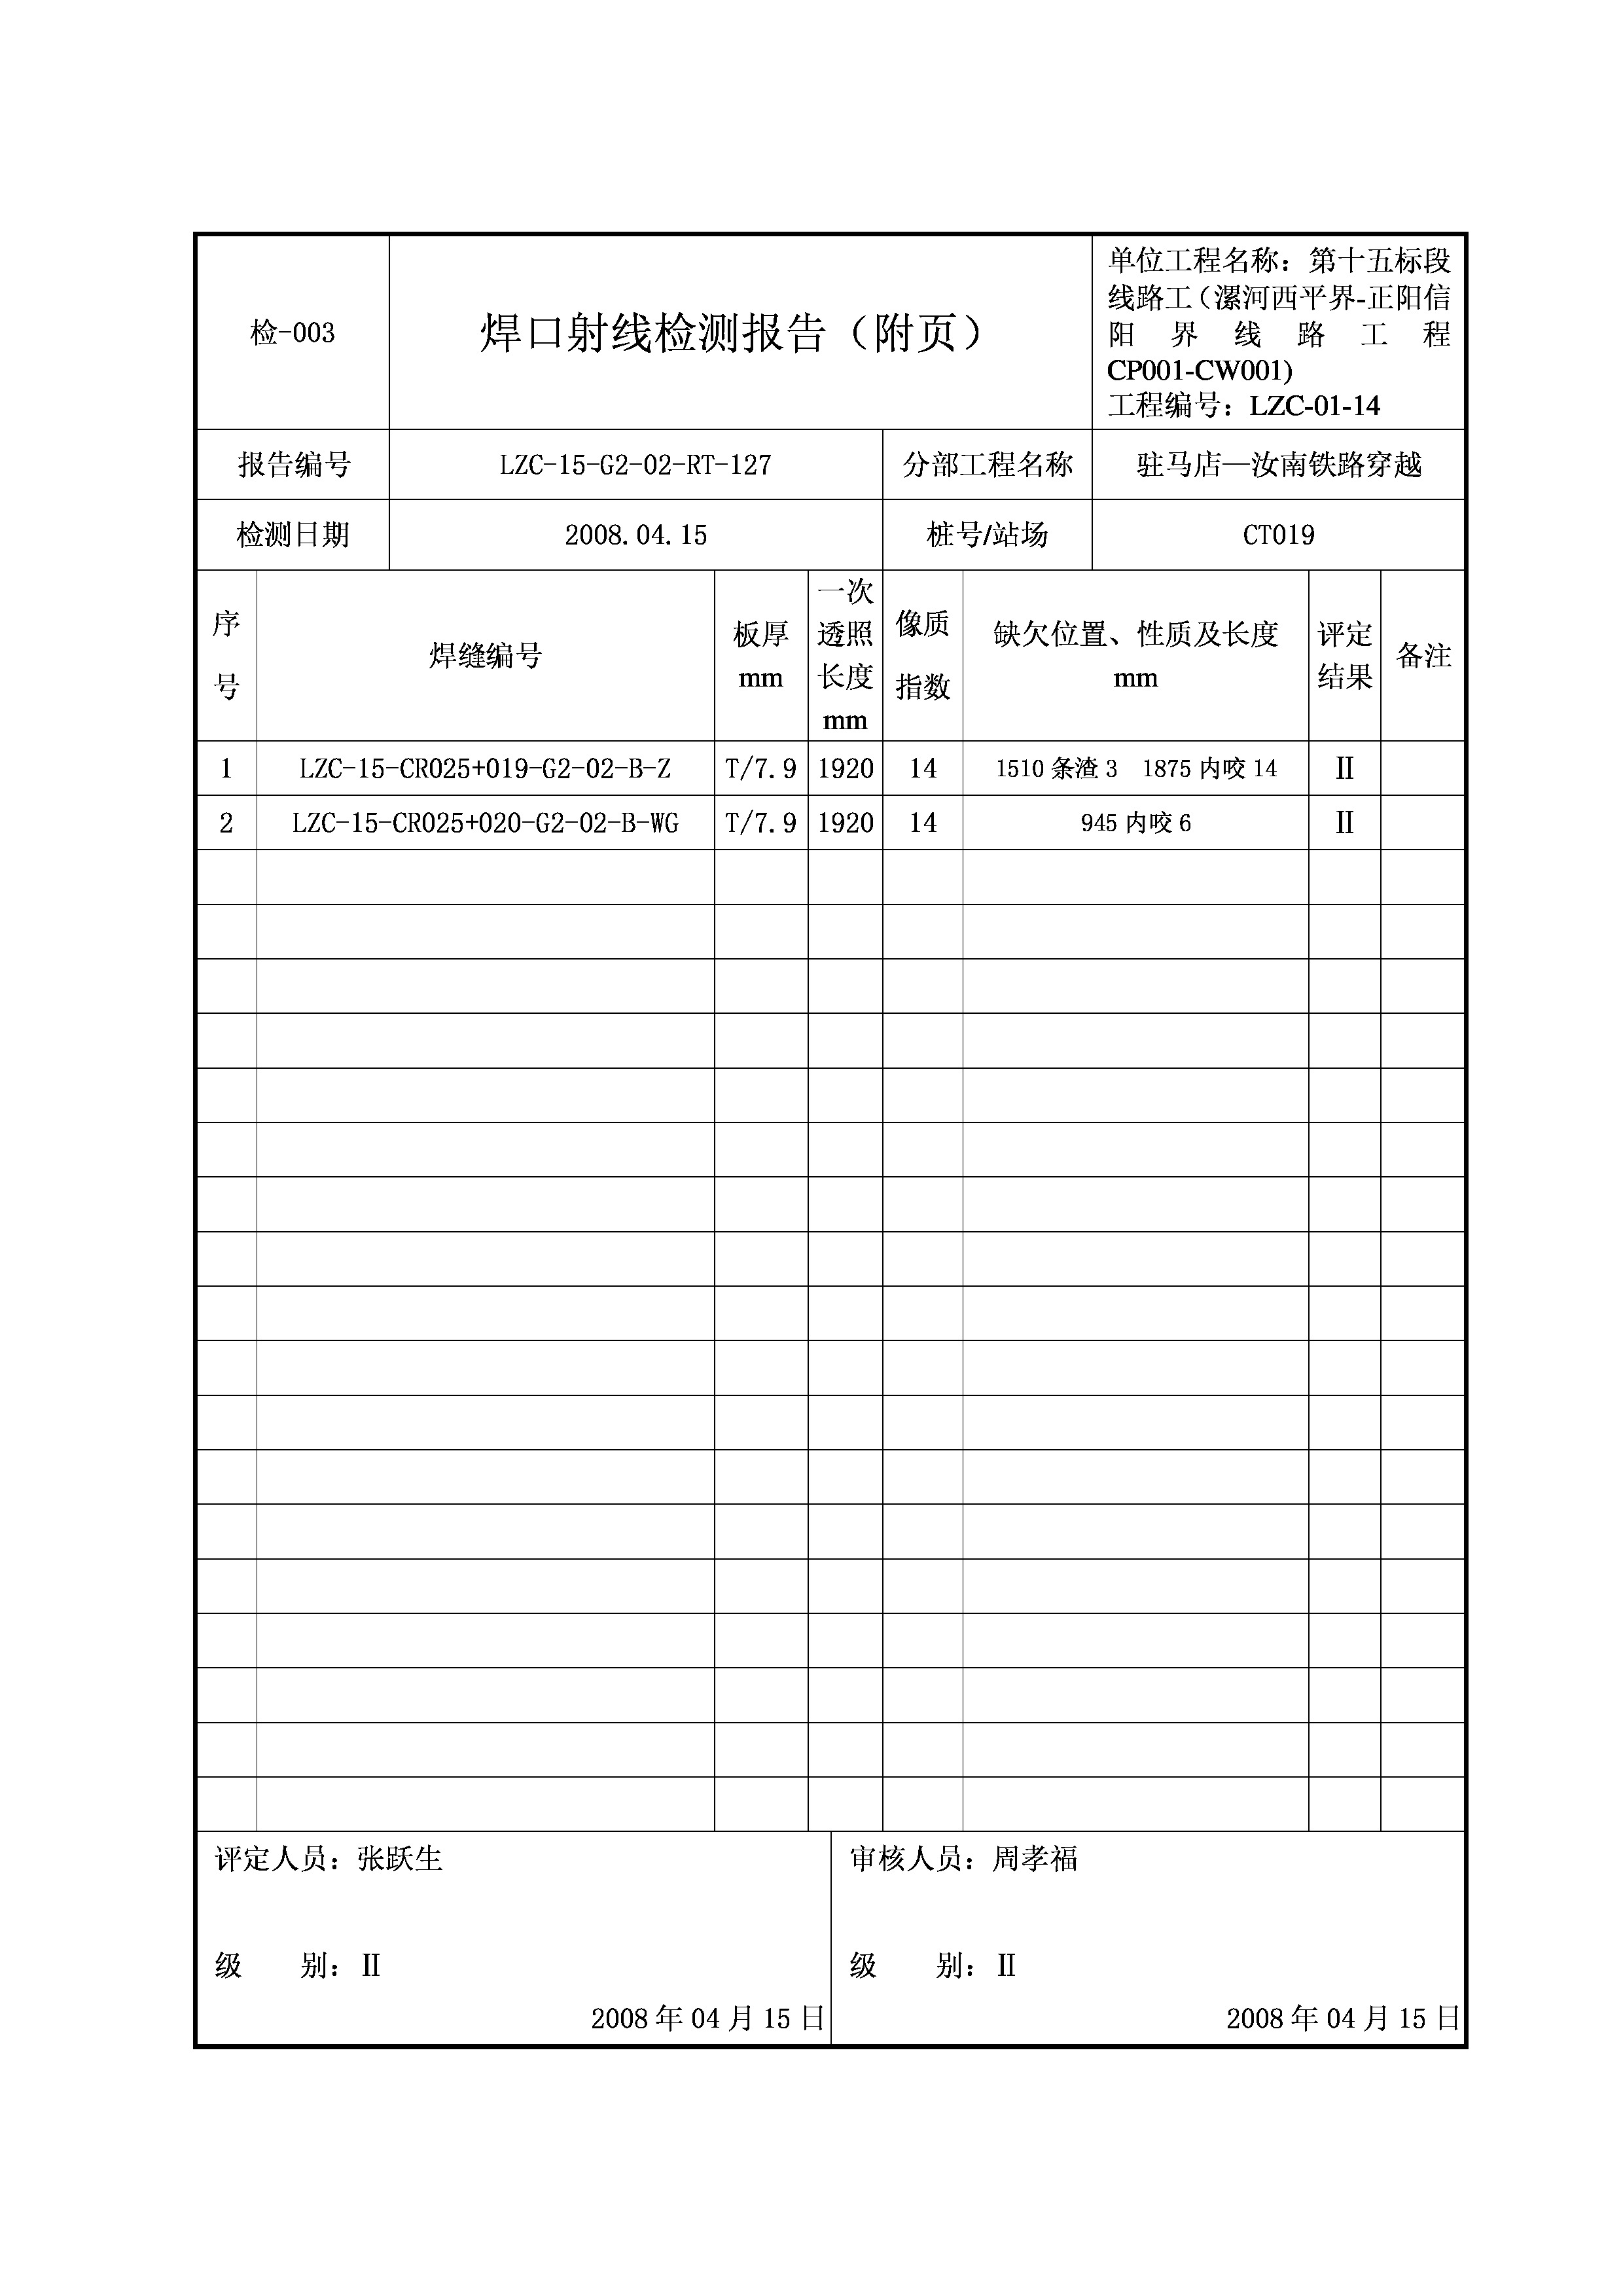 检-003
焊口射线检测报告（附页）
单位工程名称：第十五标段
线路工（漯河西平界-正阳信
阳界线路工程
CP001-CW001)
工程编号：LZC-01-14
报告编号 LZC-15-G2-02-RT-127 分部工程名称 驻马店—汝南铁路穿越
检测日期 2008.04.15 桩号/站场 CT019
序号 焊缝编号 板厚mm 一次透照长度mm 像质指数 缺欠位置、性质及长度mm 评定结果 备注
1 LZC-15-CR025+019-G2-02-B-Z T/7.9 1920 14 1510 条渣 3 1875 内咬 14 Ⅱ
2 LZC-15-CR025+020-G2-02-B-WG T/7.9 1920 14 945 内咬 6 Ⅱ
评定人员：张跃生
级 别：Ⅱ
2008 年 04 月 15 日
审核人员：周孝福
级 别：Ⅱ
2008 年 04 月 15 日